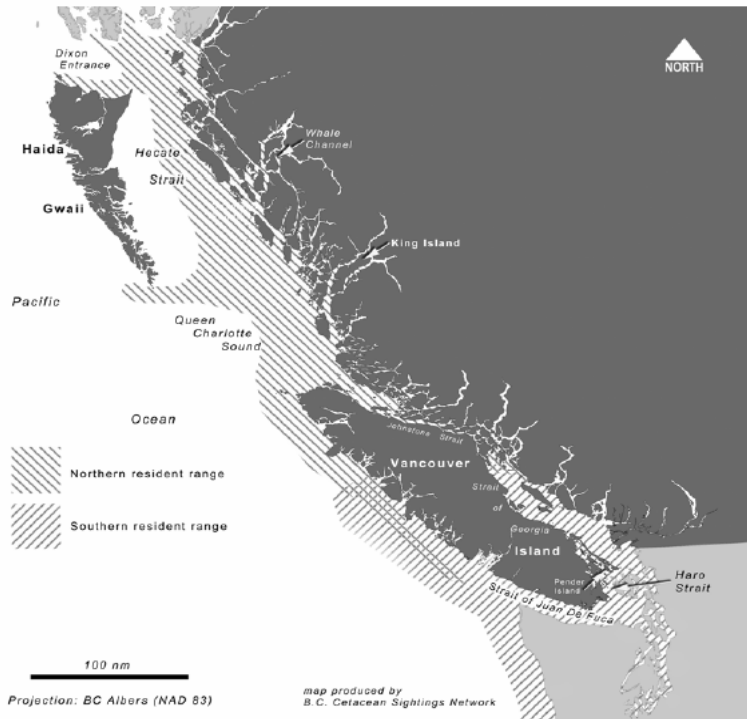 Dixon
Entrance
NORTH
Whale
Channel
Haida
Hecate
Strait
Gwaii
King Island
Pacific
Queen
Charlotte
Sound
Ocean
Johnstone Strait
Vancouver
Northern resident range
Strait
of
Georgia
Southern resident range
Island
Pender
Island
Haro
Strait
Strait of Juan De Fuca
100 nm
Projection: BC Albers (NAD 83)
map produced by
B.C. Cetacean Sightings Network